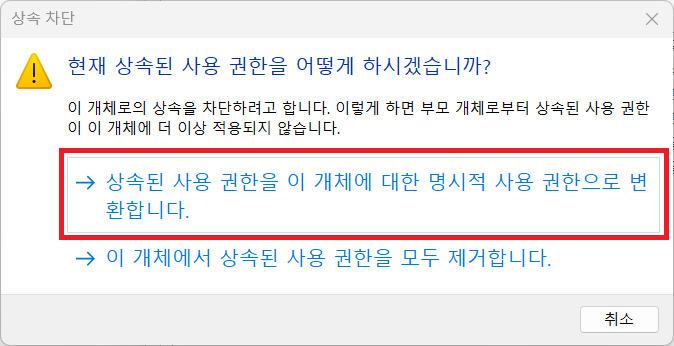 상속 차단
현재 상속된 사용 권한을 어떻게 하시겠습니까?
이 개체로의 상속을 차단하려고 합니다. 이렇게 하면 부모 개체로부터 상속된 사용 권한
이 이 개체에 더 이상 적용되지 않습니다.
상속된 사용 권한을 이 개체에 대한 명시적 사용 권한으로 변
환합니다.
이 개체에서 상속된 사용 권한을 모두 제거합니다.
취소